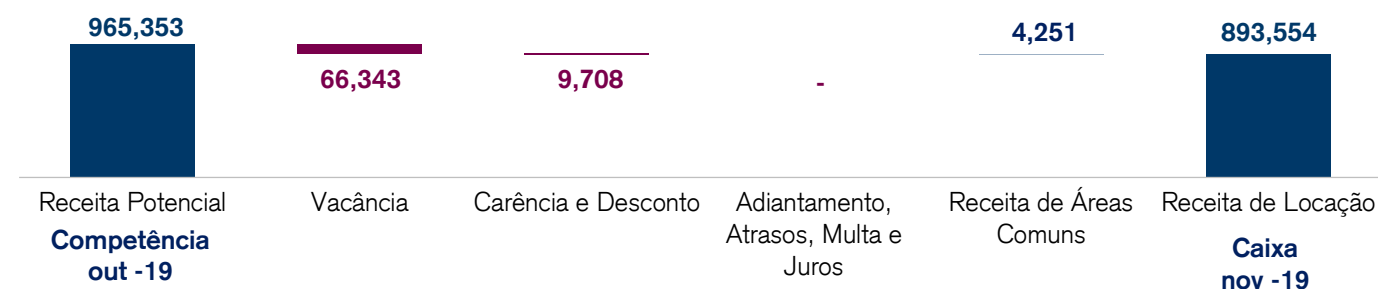 965,353
66,343
9,708
-
4,251
893,554
Receita Potencial
Vacância
Carência e Desconto
Adiantamento,
Atrasos, Multa e
Juros
Receita de Áreas
Comuns
Receita de Locação
Competência
out -19
Caixa
nov -19